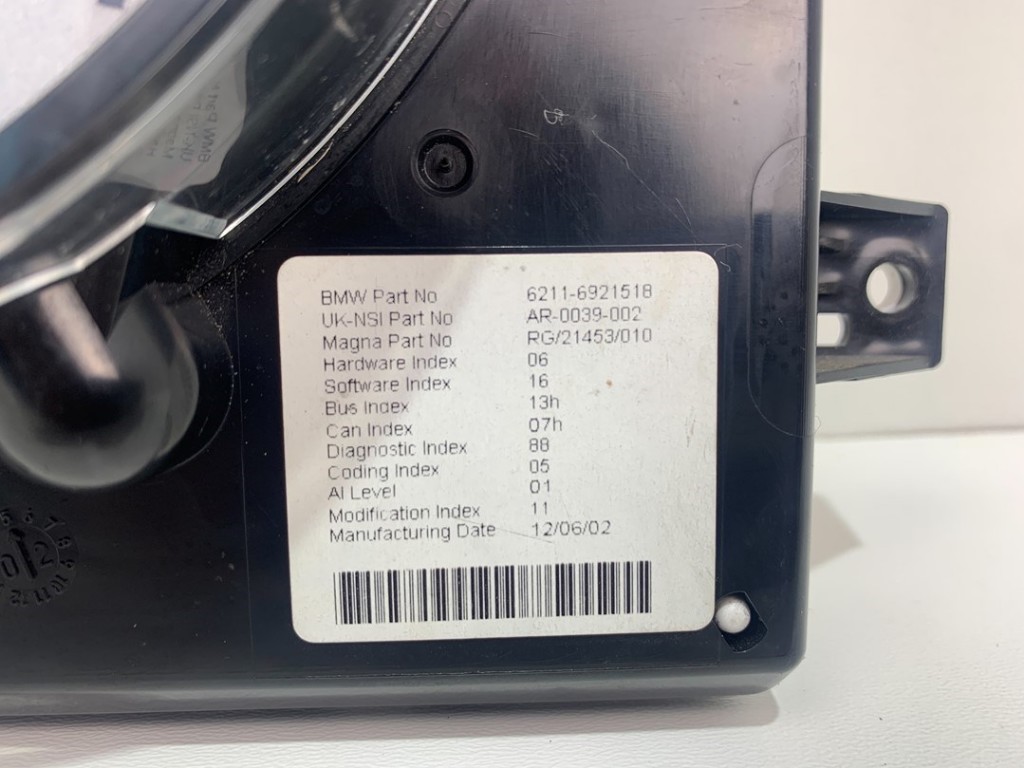 BMW Part No 6211-6921518
UK-NSI Part No AR-0039-002
Magna Part No RG/21453/010
Hardware Index 06
Software Index 16
Bus Index 13h
Can Index 07h
Diagnostic Index 88
Coding Index 05
AI Level 01
Modification Index 11
Manufacturing Date 12/06/02
02